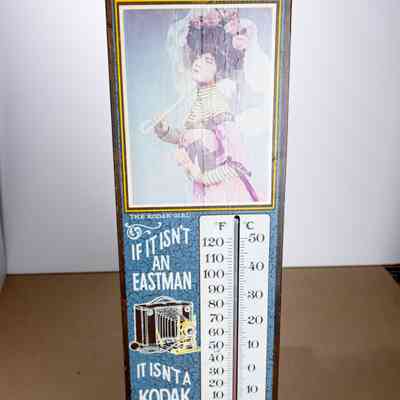 THE KODAK GIRL
IF IT ISN'T
AN
EASTMAN
IT ISN'T A
KODAK
°F °C
120 50
110
100 40
90
80 30
70 20
60
50 10
40
30 0
20
10 10